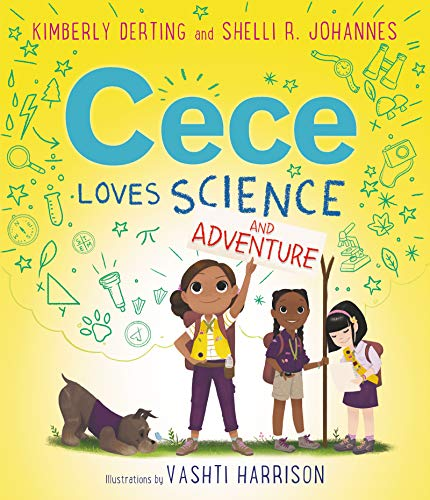 KIMBERLY DERTING and SHELLI R. JOHANNES
Cece
LOVES SCIENCE
AND
ADVENTURE
Illustrations by VASHTI HARRISON